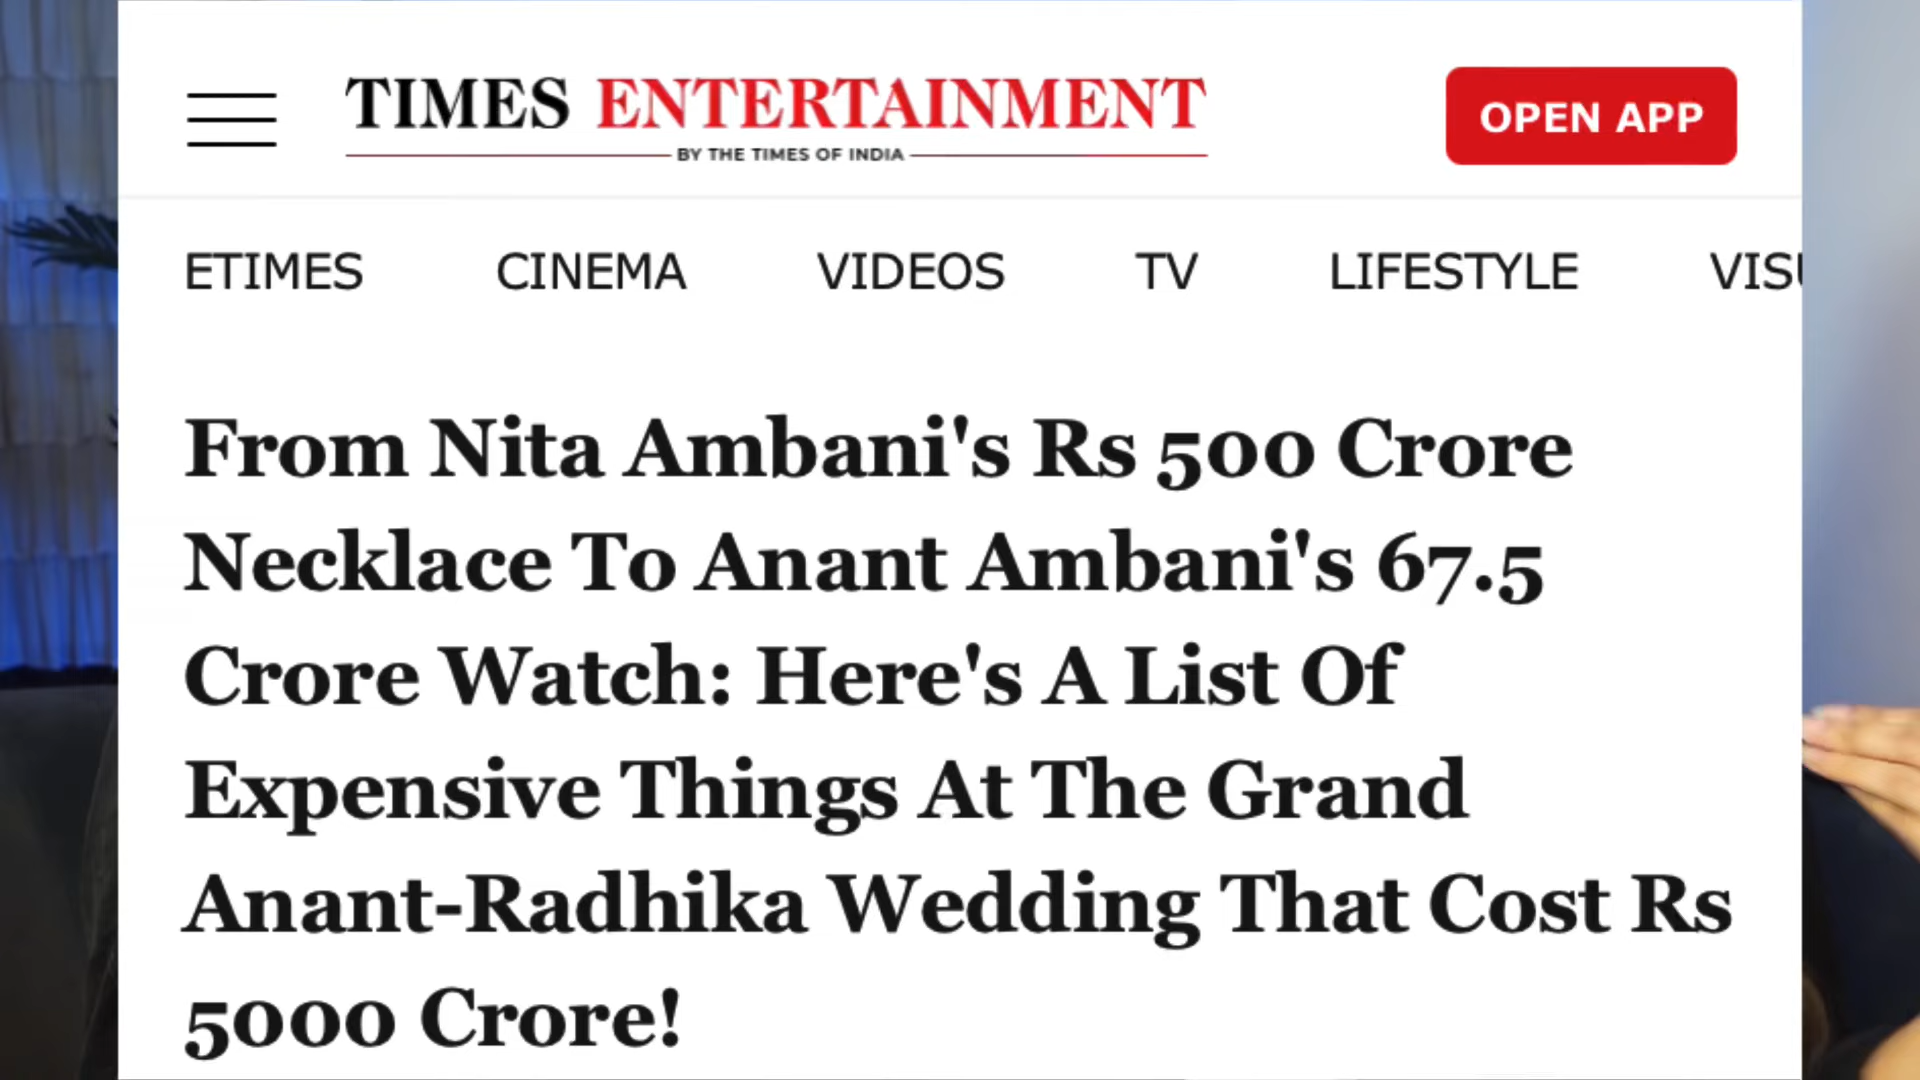 TIMES ENTERTAINMENT
BY THE TIMES OF INDIA
OPEN APP
ETIMES CINEMA VIDEOS TV LIFESTYLE
From Nita Ambani's Rs 500 Crore
Necklace To Anant Ambani's 67.5
Crore Watch: Here's A List Of
Expensive Things At The Grand
Anant-Radhika Wedding That Cost Rs
5000 Crore!